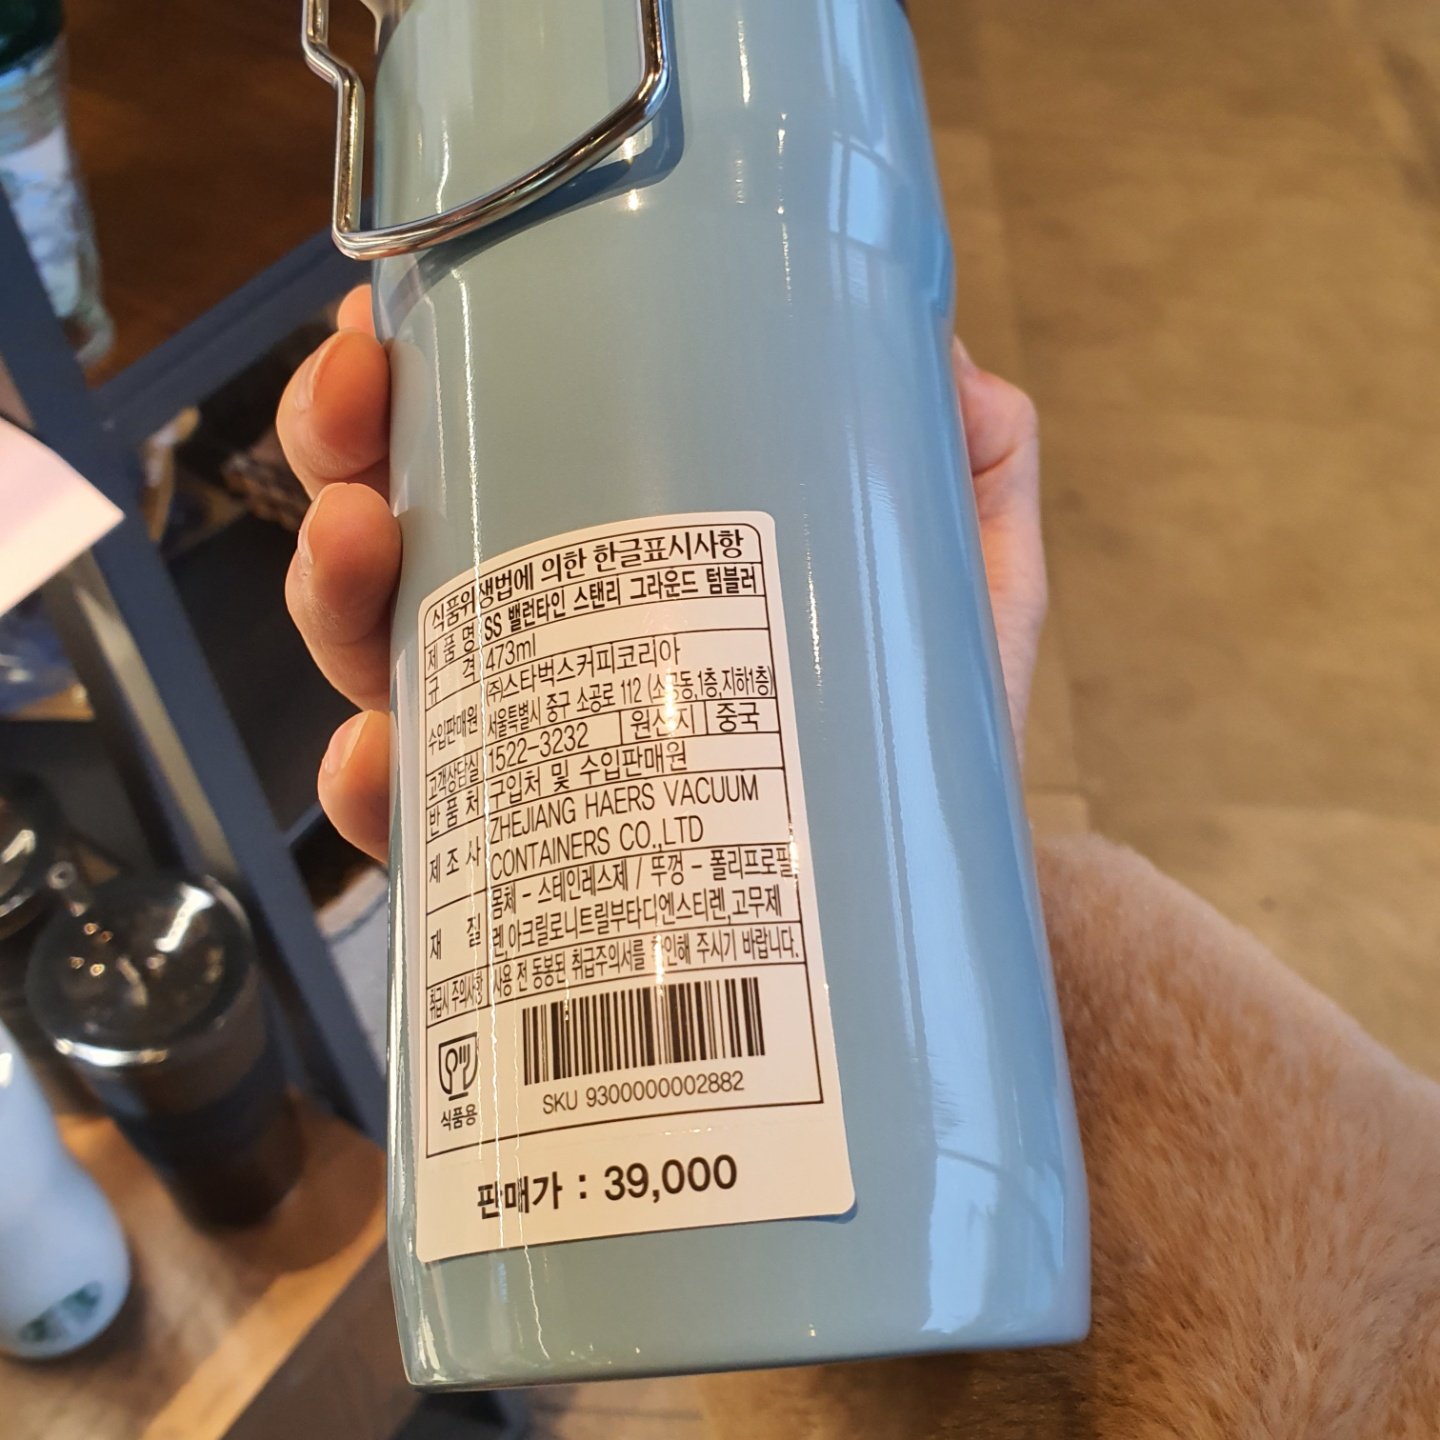 식품위생법에 의한 한글표시사항
제 품 명 SS 밸런타인 스탠리 그라운드 텀블러
규 격 473ml
수입판매원 (주)스타벅스커피코리아
서울특별시 중구 소공로 112 (소공동,1층,지하1층)
고객상담실 1522-3232 원산지 중국
반 품 처 구입처 및 수입판매원
제 조 사 ZHEJIANG HAERS VACUUM
CONTAINERS CO.,LTD
재 질 몸체 - 스테인레스제 / 뚜껑 - 폴리프로필
렌,아크릴로니트릴부타디엔스티렌,고무제
취급시 주의사항 사용 전 동봉된 취급주의서를 확인해 주시기 바랍니다.
식품용
SKU 9300000002882
판매가 : 39,000